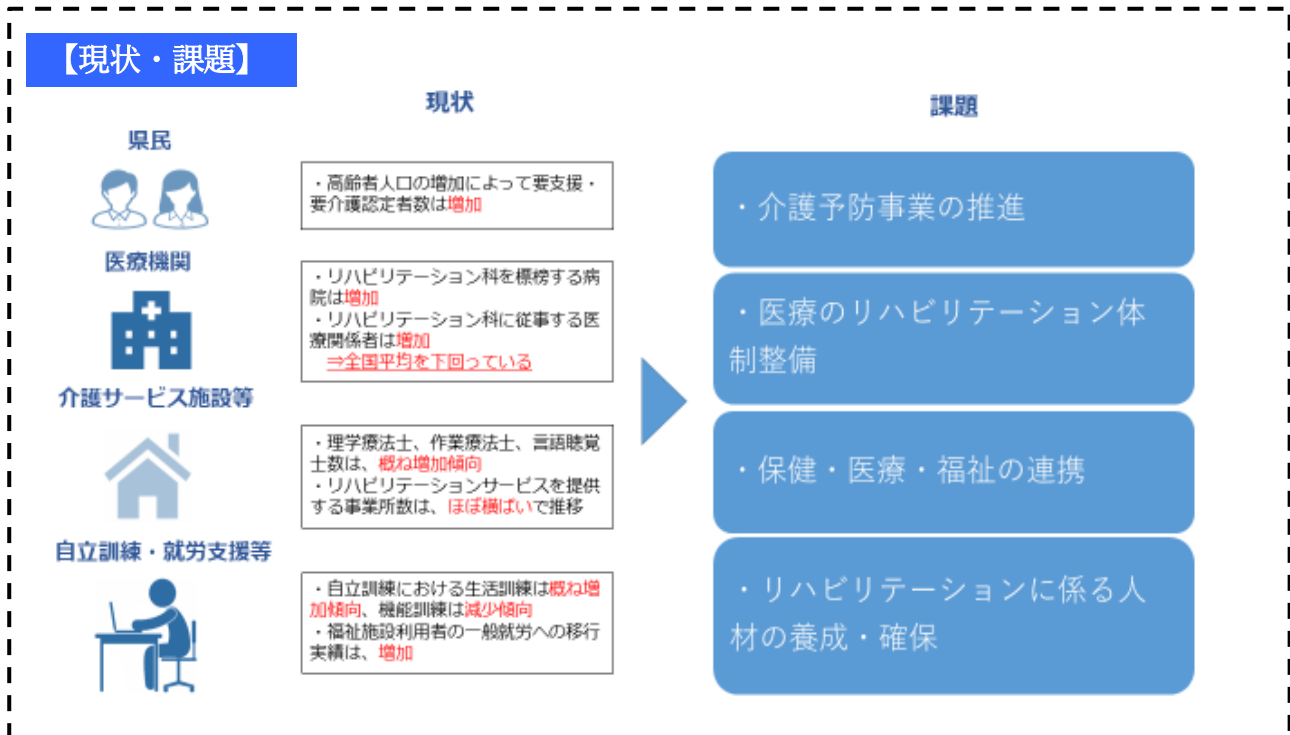 【現状・課題】
現状
課題
県民
・高齢者人口の増加によって要支援・
要介護認定者数は増加
医療機関
・リハビリテーション科を標榜する病
院は増加
・リハビリテーション科に従事する医
療関係者は増加
⇒全国平均を下回っている
介護サービス施設等
・理学療法士、作業療法士、言語聴覚
士数は、概ね増加傾向
・リハビリテーションサービスを提供
する事業所数は、ほぼ横ばいで推移
自立訓練・就労支援等
・自立訓練における生活訓練は概ね増
加傾向、機能訓練は減少傾向
・福祉施設利用者の一般就労への移行
実績は、増加
・介護予防事業の推進
・医療のリハビリテーション体
制整備
・保健・医療・福祉の連携
・リハビリテーションに係る人
材の養成・確保